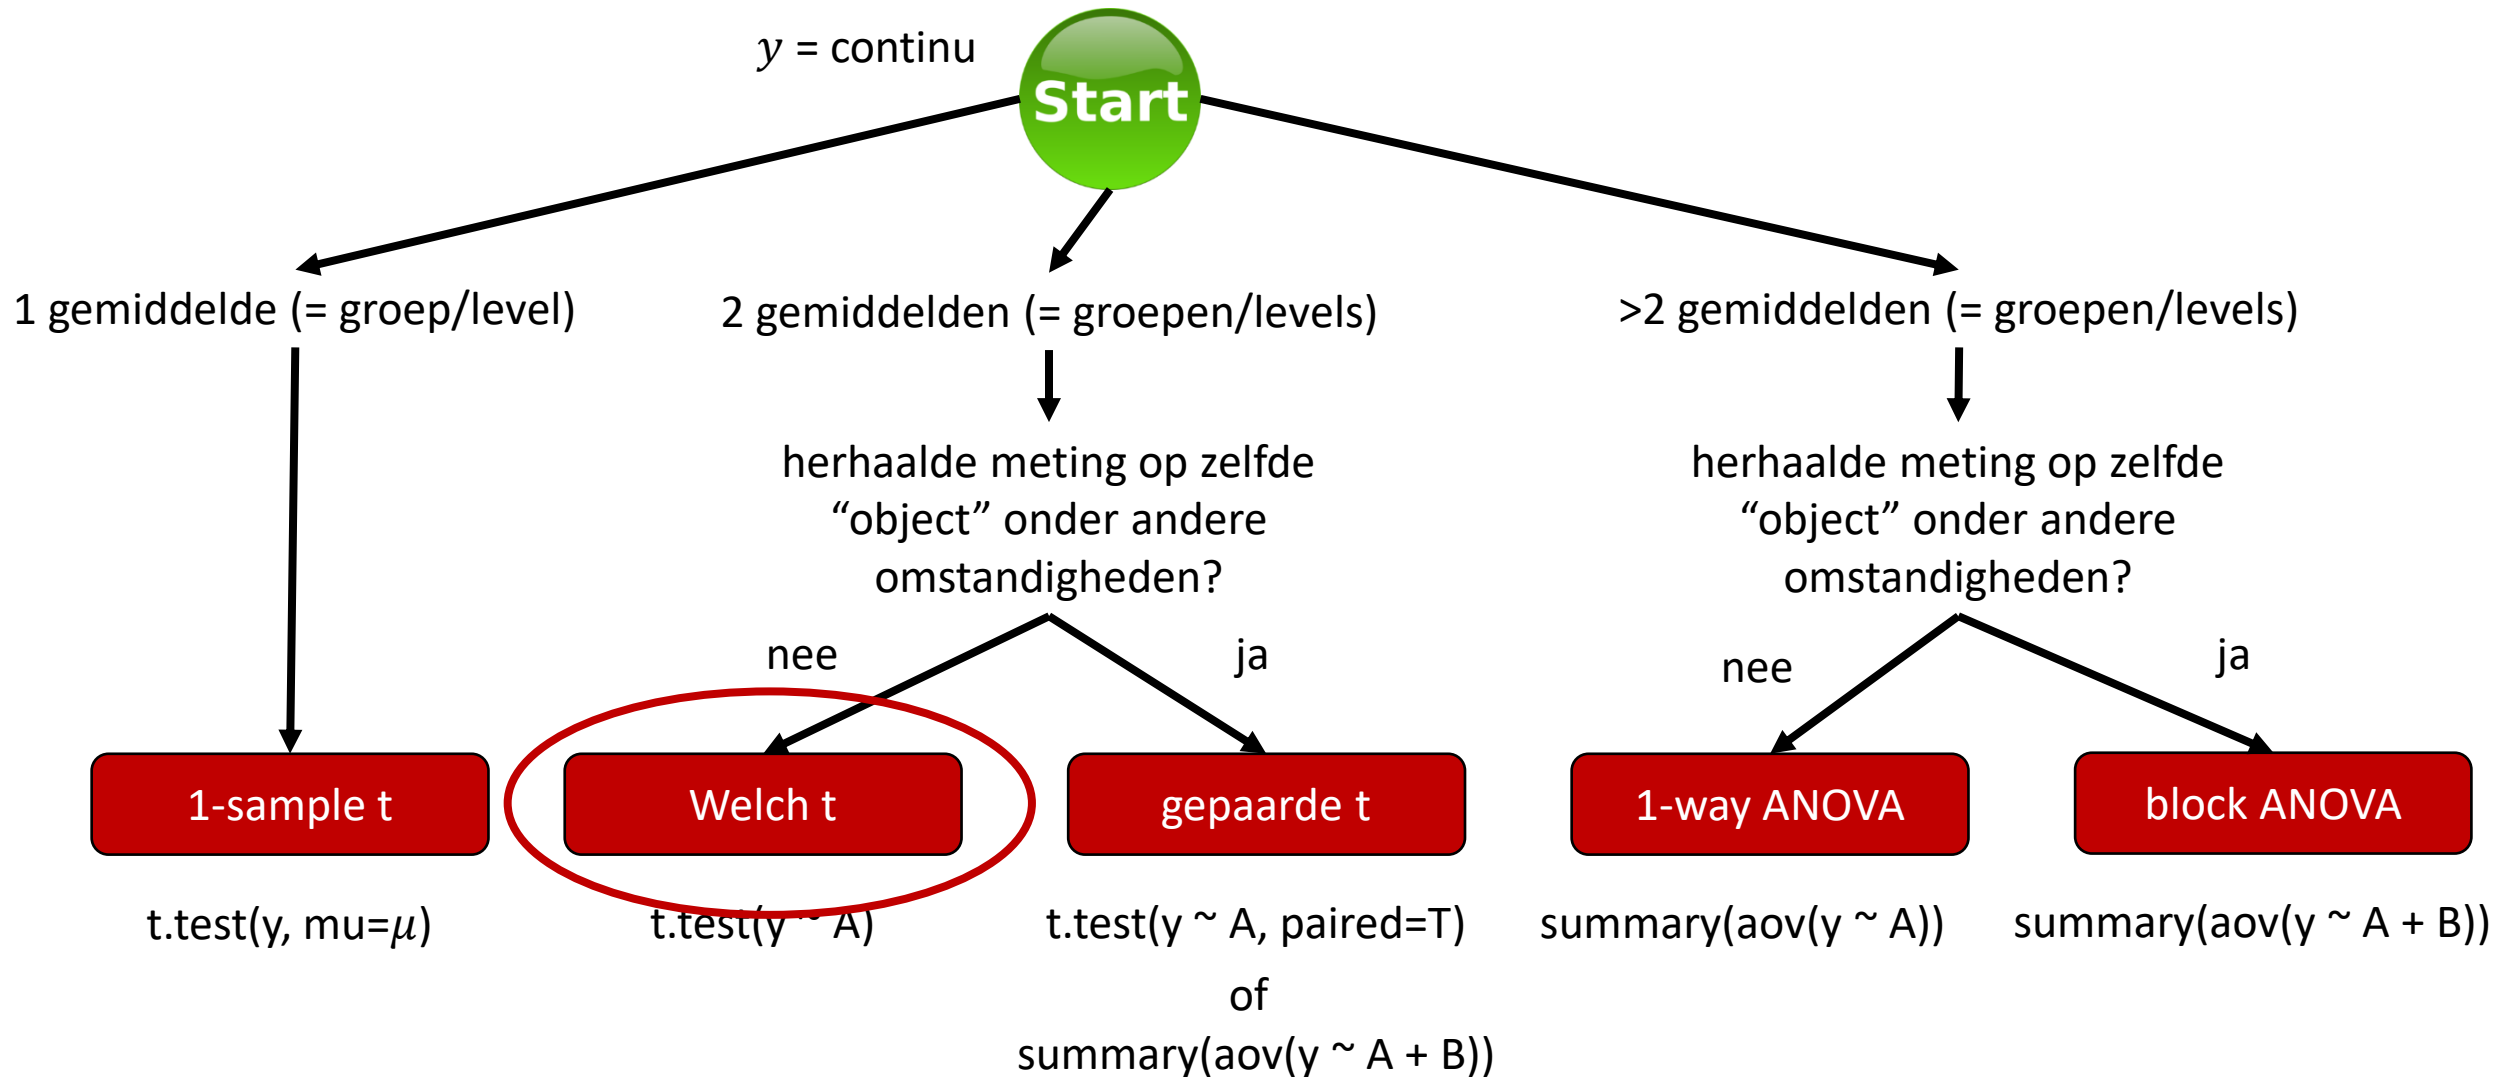 y = continu
Start
1 gemiddelde (= groep/level)
2 gemiddelden (= groepen/levels)
>2 gemiddelden (= groepen/levels)
herhaalde meting op zelfde
“object” onder andere
omstandigheden?
herhaalde meting op zelfde
“object” onder andere
omstandigheden?
nee
ja
nee
ja
1-sample t
Welch t
gepaarde t
1-way ANOVA
block ANOVA
t.test(y, mu=μ)
t.test(y ~ A)
t.test(y ~ A, paired=T)
of
summary(aov(y ~ A + B))
summary(aov(y ~ A))
summary(aov(y ~ A + B))